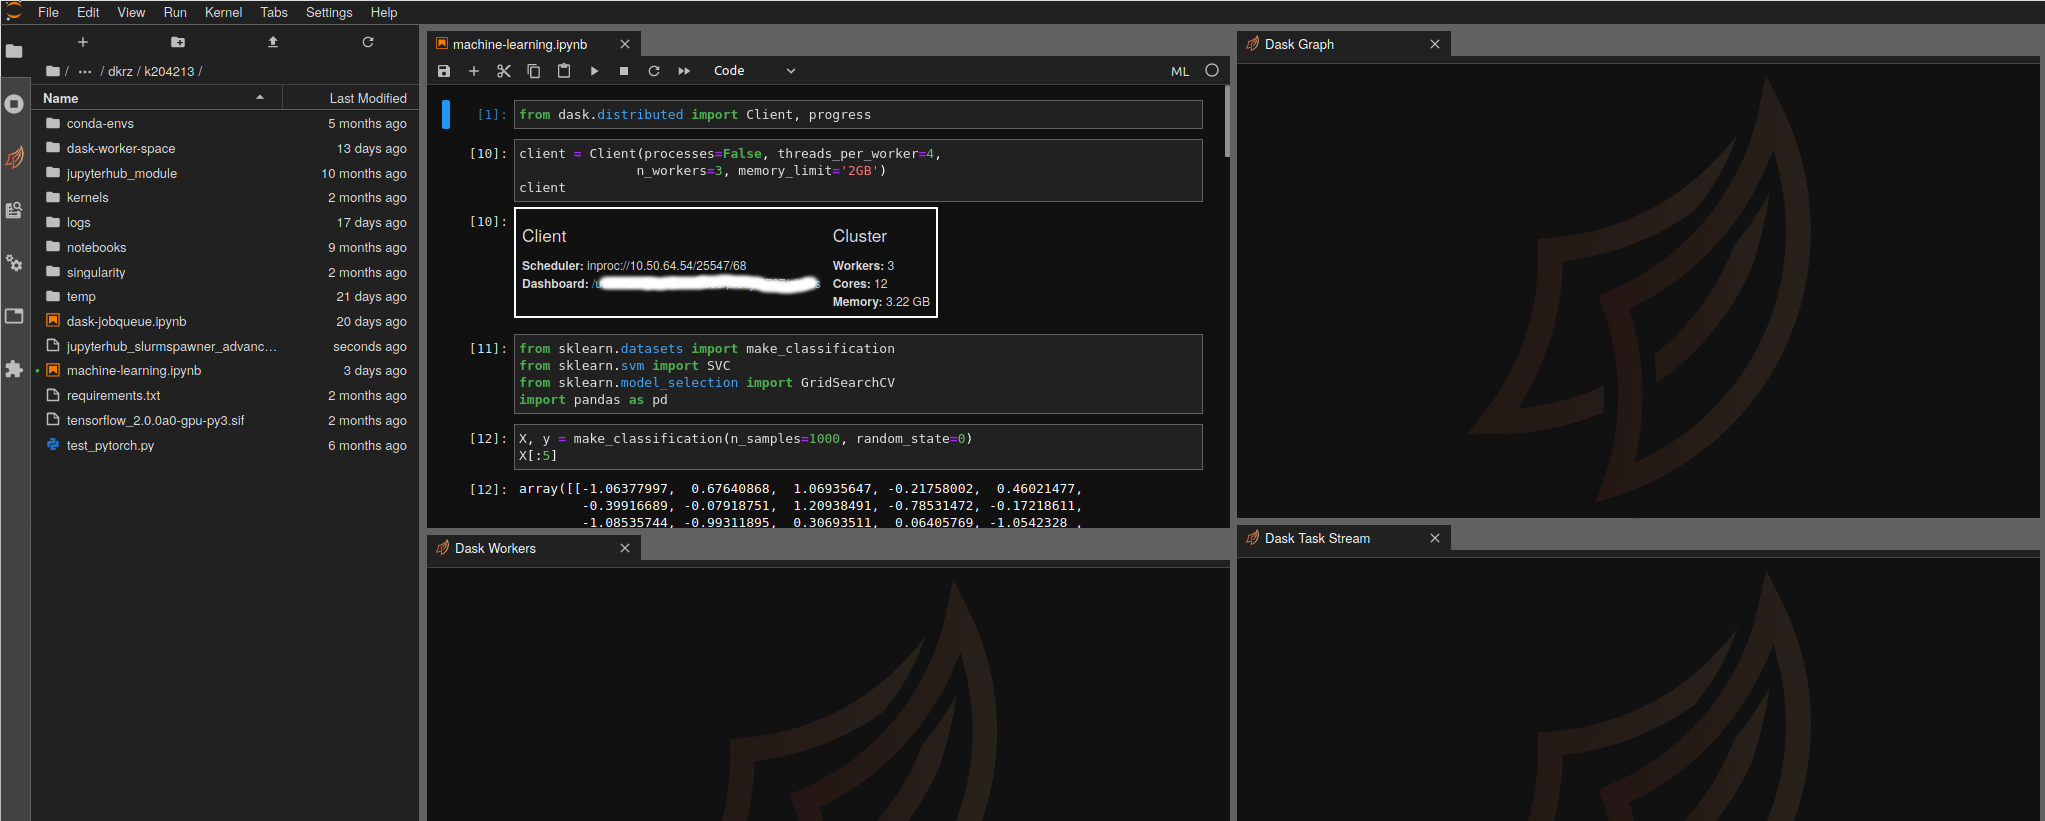 File Edit View Run Kernel Tabs Settings Help
/ ··· / dkrz / k204213 /
Name Last Modified
conda-envs 5 months ago
dask-worker-space 13 days ago
jupyterhub_module 10 months ago
kernels 2 months ago
logs 17 days ago
notebooks 9 months ago
singularity 2 months ago
temp 21 days ago
dask-jobqueue.ipynb 20 days ago
jupyterhub_slurmspawner_advanc... seconds ago
machine-learning.ipynb 3 days ago
requirements.txt 2 months ago
tensorflow_2.0.0a0-gpu-py3.sif 2 months ago
test_pytorch.py 6 months ago
machine-learning.ipynb
Code ML
[1]: from dask.distributed import Client, progress
[10]: client = Client(processes=False, threads_per_worker=4,
n_workers=3, memory_limit='2GB')
client
[10]:
Client Cluster
Scheduler: inproc://10.50.64.54/25547/68 Workers: 3
Dashboard: Cores: 12
Memory: 3.22 GB
[11]: from sklearn.datasets import make_classification
from sklearn.svm import SVC
from sklearn.model_selection import GridSearchCV
import pandas as pd
[12]: X, y = make_classification(n_samples=1000, random_state=0)
X[:5]
[12]: array([[-1.06377997, 0.67640868, 1.06935647, -0.21758002, 0.46021477,
-0.39916689, -0.07918751, 1.20938491, -0.78531472, -0.17218611,
-1.08535744, -0.99311895, 0.30693511, 0.06405769, -1.0542328 ,
Dask Workers
Dask Graph
Dask Task Stream